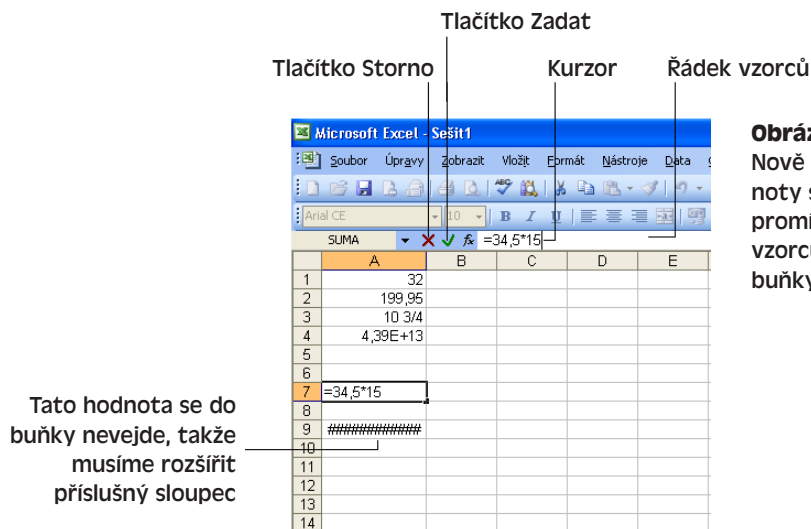 Tlačítko Zadat
Tlačítko Storno
Kurzor
Řádek vzorců
Microsoft Excel - Sešit1
Soubor Úpravy Zobrazit Vložit Formát Nástroje Data
Arial CE 10 B I U
SUMA fx =34,5*15
A B C D E
1 32
2 199,95
3 10 3/4
4 4,39E+13
5
6
7 =34,5*15
8
9 ############
10
11
12
13
14
Tato hodnota se do
buňky nevejde, takže
musíme rozšířit
příslušný sloupec
Nově
noty
vzorců
buňky